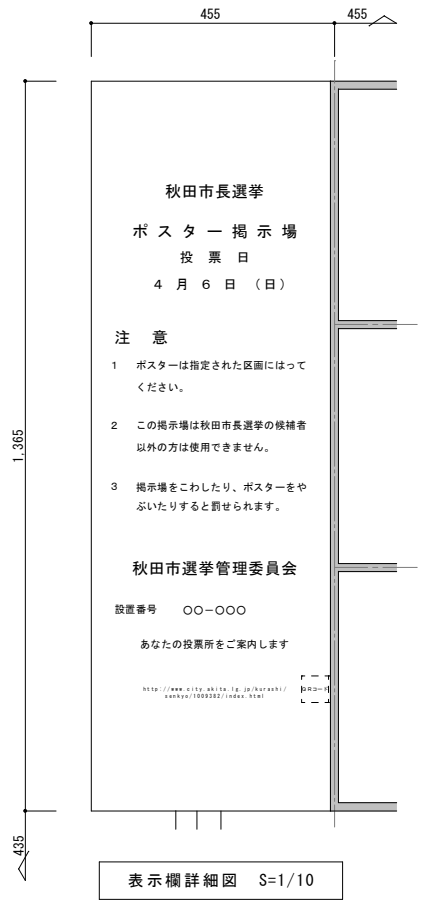 455
455
秋田市長選挙
ポスター掲示場
投票日
4月6日（日）
注 意
1 ポスターは指定された区画にはって
ください。
2 この掲示場は秋田市長選挙の候補者
以外の方は使用できません。
3 掲示場をこわしたり、ポスターをや
ぶいたりすると罰せられます。
1,365
秋田市選挙管理委員会
設置番号 〇〇－〇〇〇
あなたの投票所をご案内します
http://www.city.akita.lg.jp/kurashi/
senkyo/1009382/index.html
QRコード
435
表示欄詳細図 S=1/10